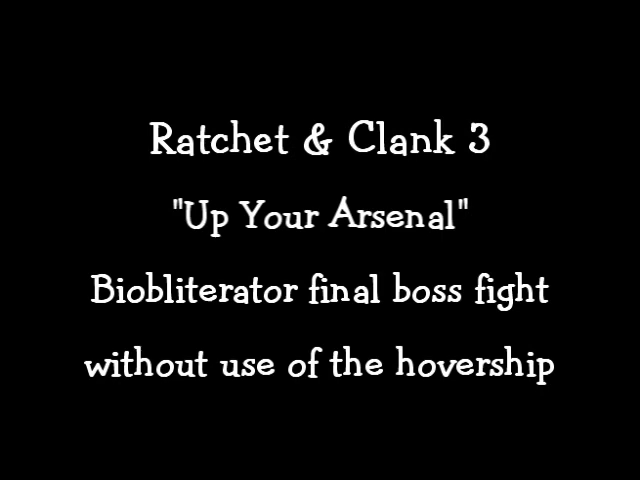 Ratchet & Clank 3
"Up Your Arsenal"
Biobliterator final boss fight
without use of the hovership